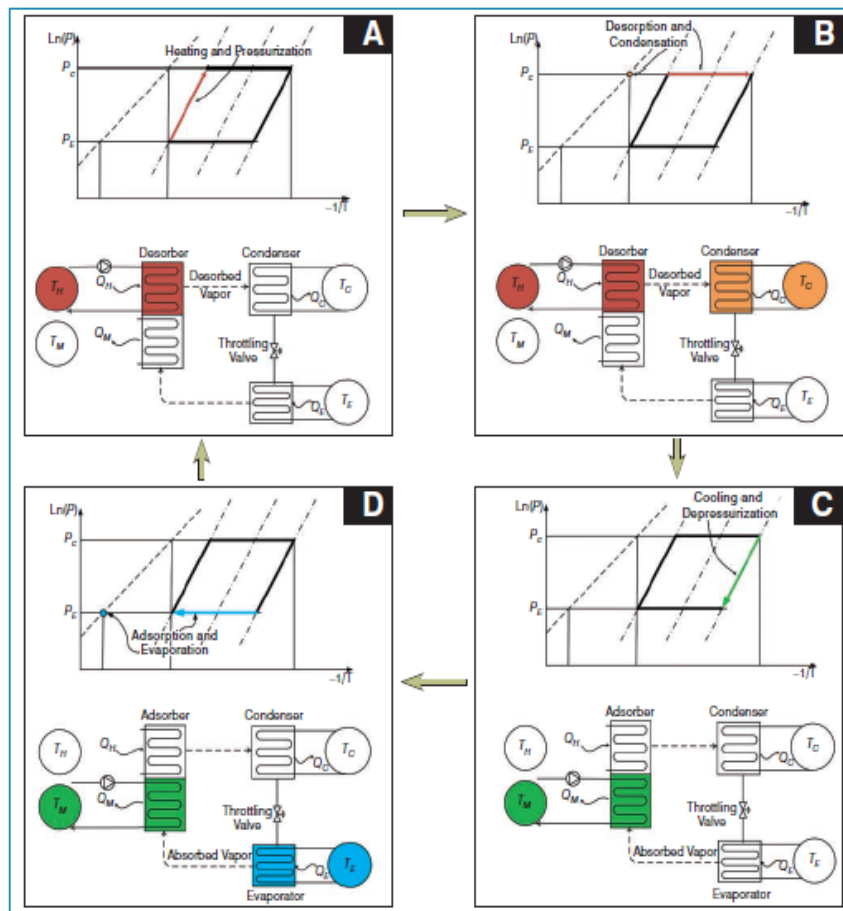 A
Ln(P)
Heating and Pressurization
Pc
PE
–1/T
Desorber
Condenser
TH
QH
Desorbed
Vapor
TC
QC
TM
QM
Throttling
Valve
QE
TE
B
Ln(P)
Desorption and
Condensation
Pc
PE
–1/T
Desorber
Condenser
TH
QH
Desorbed
Vapor
TC
QC
TM
QM
Throttling
Valve
QE
TE
D
Ln(P)
Pc
PE
Adsorption and
Evaporation
–1/T
Adsorber
Condenser
TH
QH
TC
QC
TM
QM
Throttling
Valve
Absorbed Vapor
QE
TE
Evaporator
C
Ln(P)
Cooling and
Depressurization
Pc
PE
–1/T
Adsorber
Condenser
TH
QH
TC
QC
TM
QM
Throttling
Valve
Absorbed Vapor
QE
TE
Evaporator